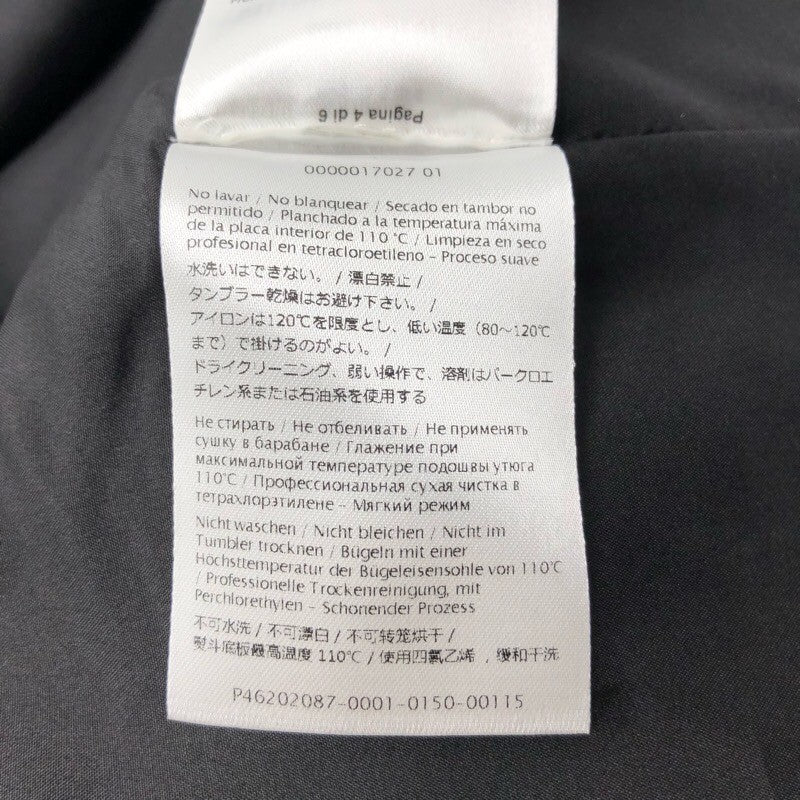 Pagina 4 di 6
0000017027 01
No lavar / No blanquear / Secado en tambor no
permitido / Planchado a la temperatura máxima
de la placa interior de 110 °C / Limpieza en seco
profesional en tetracloroetileno – Proceso suave
水洗いはできない。 / 漂白禁止 /
タンブラー乾燥はお避け下さい。 /
アイロンは120℃を限度とし、低い温度（80～120℃
まで）で掛けるのがよい。 /
ドライクリーニング、弱い操作で、溶剤はパークロエ
チレン系または石油系を使用する
Не стирать / Не отбеливать / Не применять
сушку в барабане / Глажение при
максимальной температуре подошвы утюга
110°C / Профессиональная сухая чистка в
тетрахлорэтилене – Мягкий режим
Nicht waschen / Nicht bleichen / Nicht im
Tumbler trocknen / Bügeln mit einer
Höchsttemperatur der Bügeleisensohle von 110°C
/ Professionelle Trockenreinigung, mit
Perchlorethylen – Schonender Prozess
不可水洗 / 不可漂白 / 不可转笼烘干 /
熨斗底板最高温度 110℃ / 使用四氯乙烯，缓和干洗
P46202087-0001-0150-00115